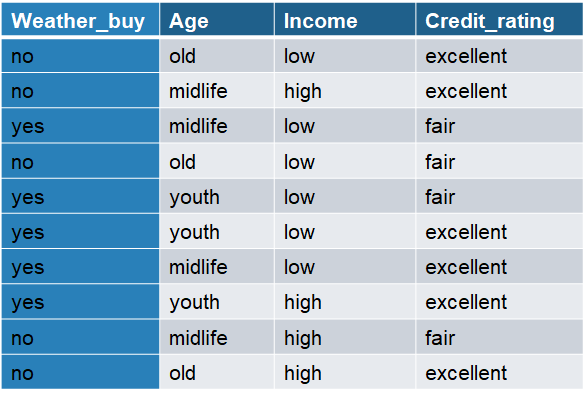 Weather_buy Age Income Credit_rating
no old low excellent
no midlife high excellent
yes midlife low fair
no old low fair
yes youth low fair
yes youth low excellent
yes midlife low excellent
yes youth high excellent
no midlife high fair
no old high excellent